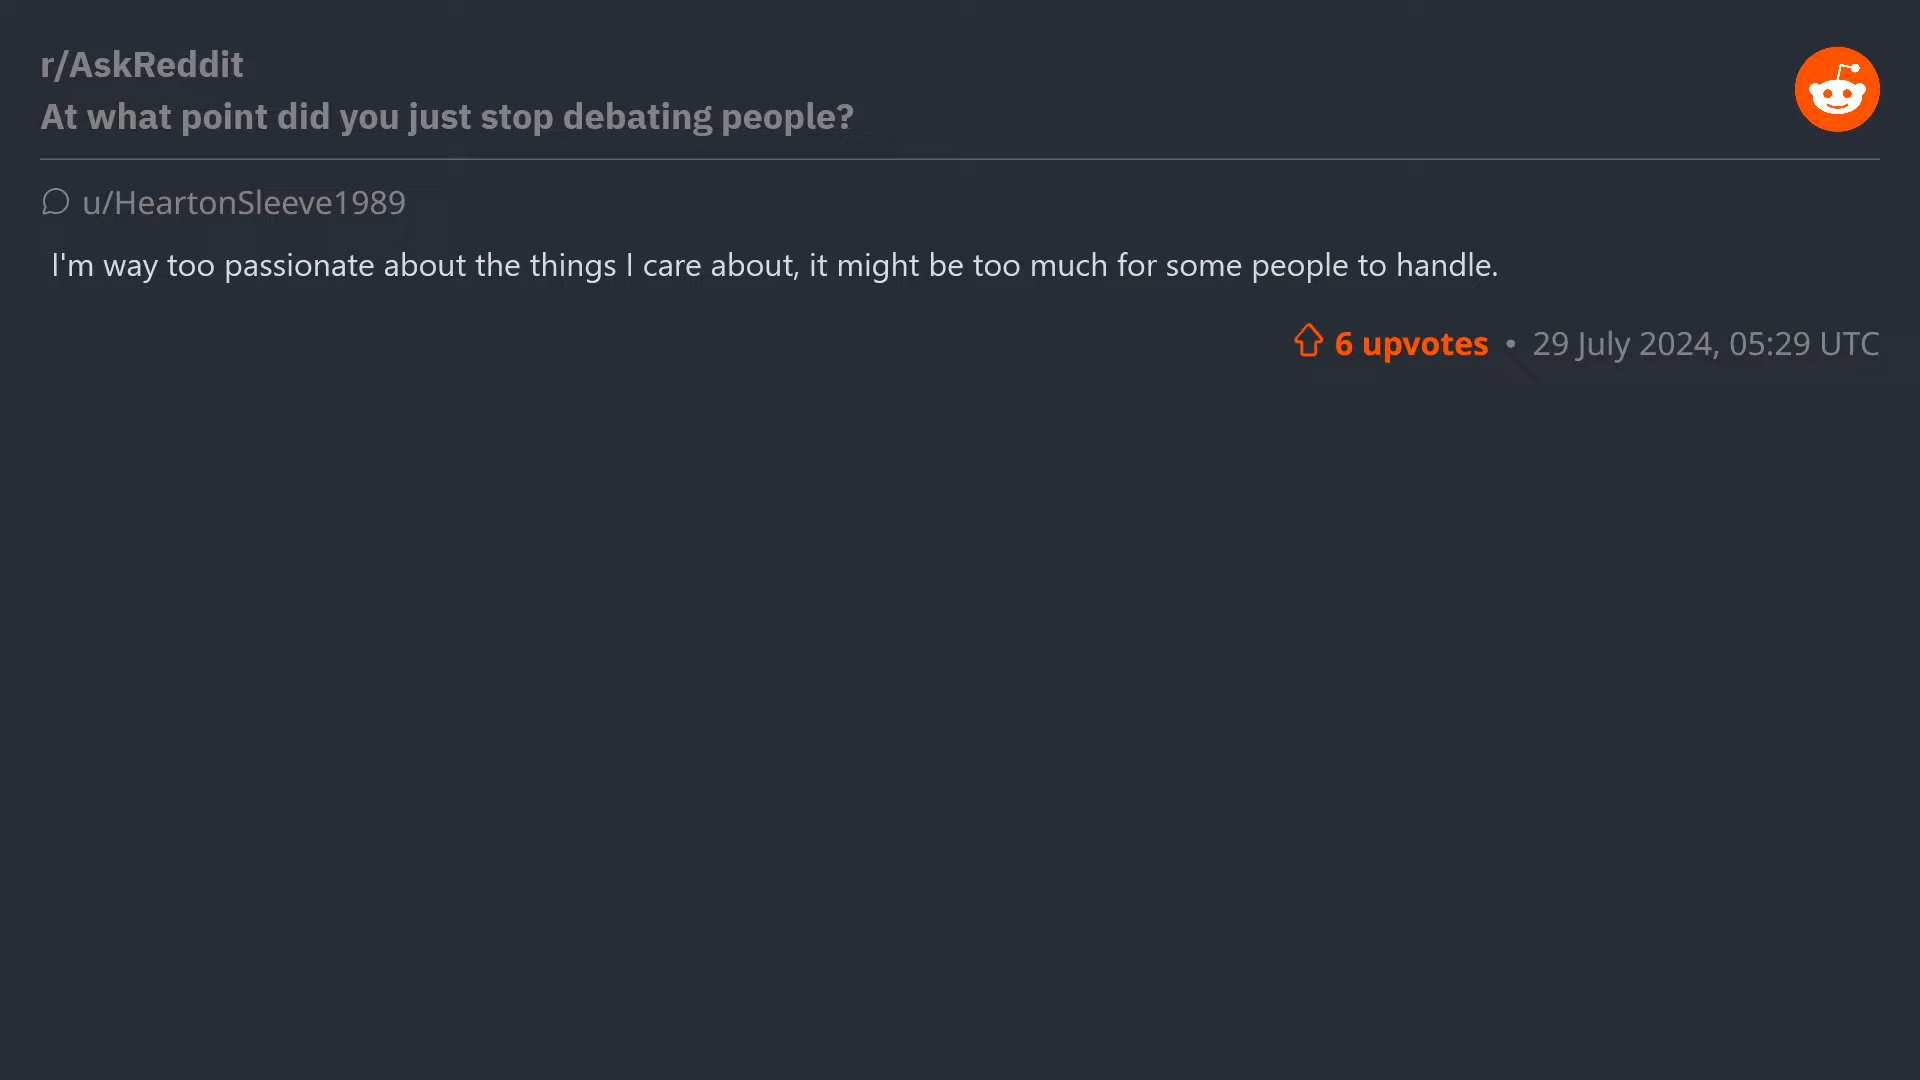 r/AskReddit
At what point did you just stop debating people?
u/HeartonSleeve1989
I'm way too passionate about the things I care about, it might be too much for some people to handle.
6 upvotes • 29 July 2024, 05:29 UTC